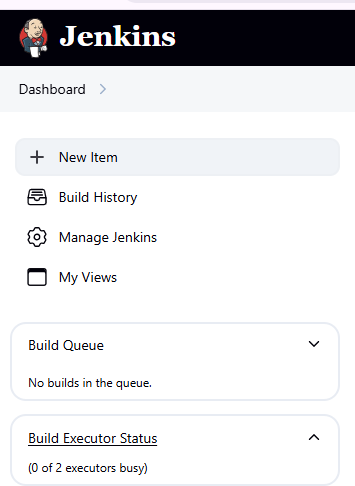 Jenkins
Dashboard
New Item
Build History
Manage Jenkins
My Views
Build Queue
No builds in the queue.
Build Executor Status
(0 of 2 executors busy)